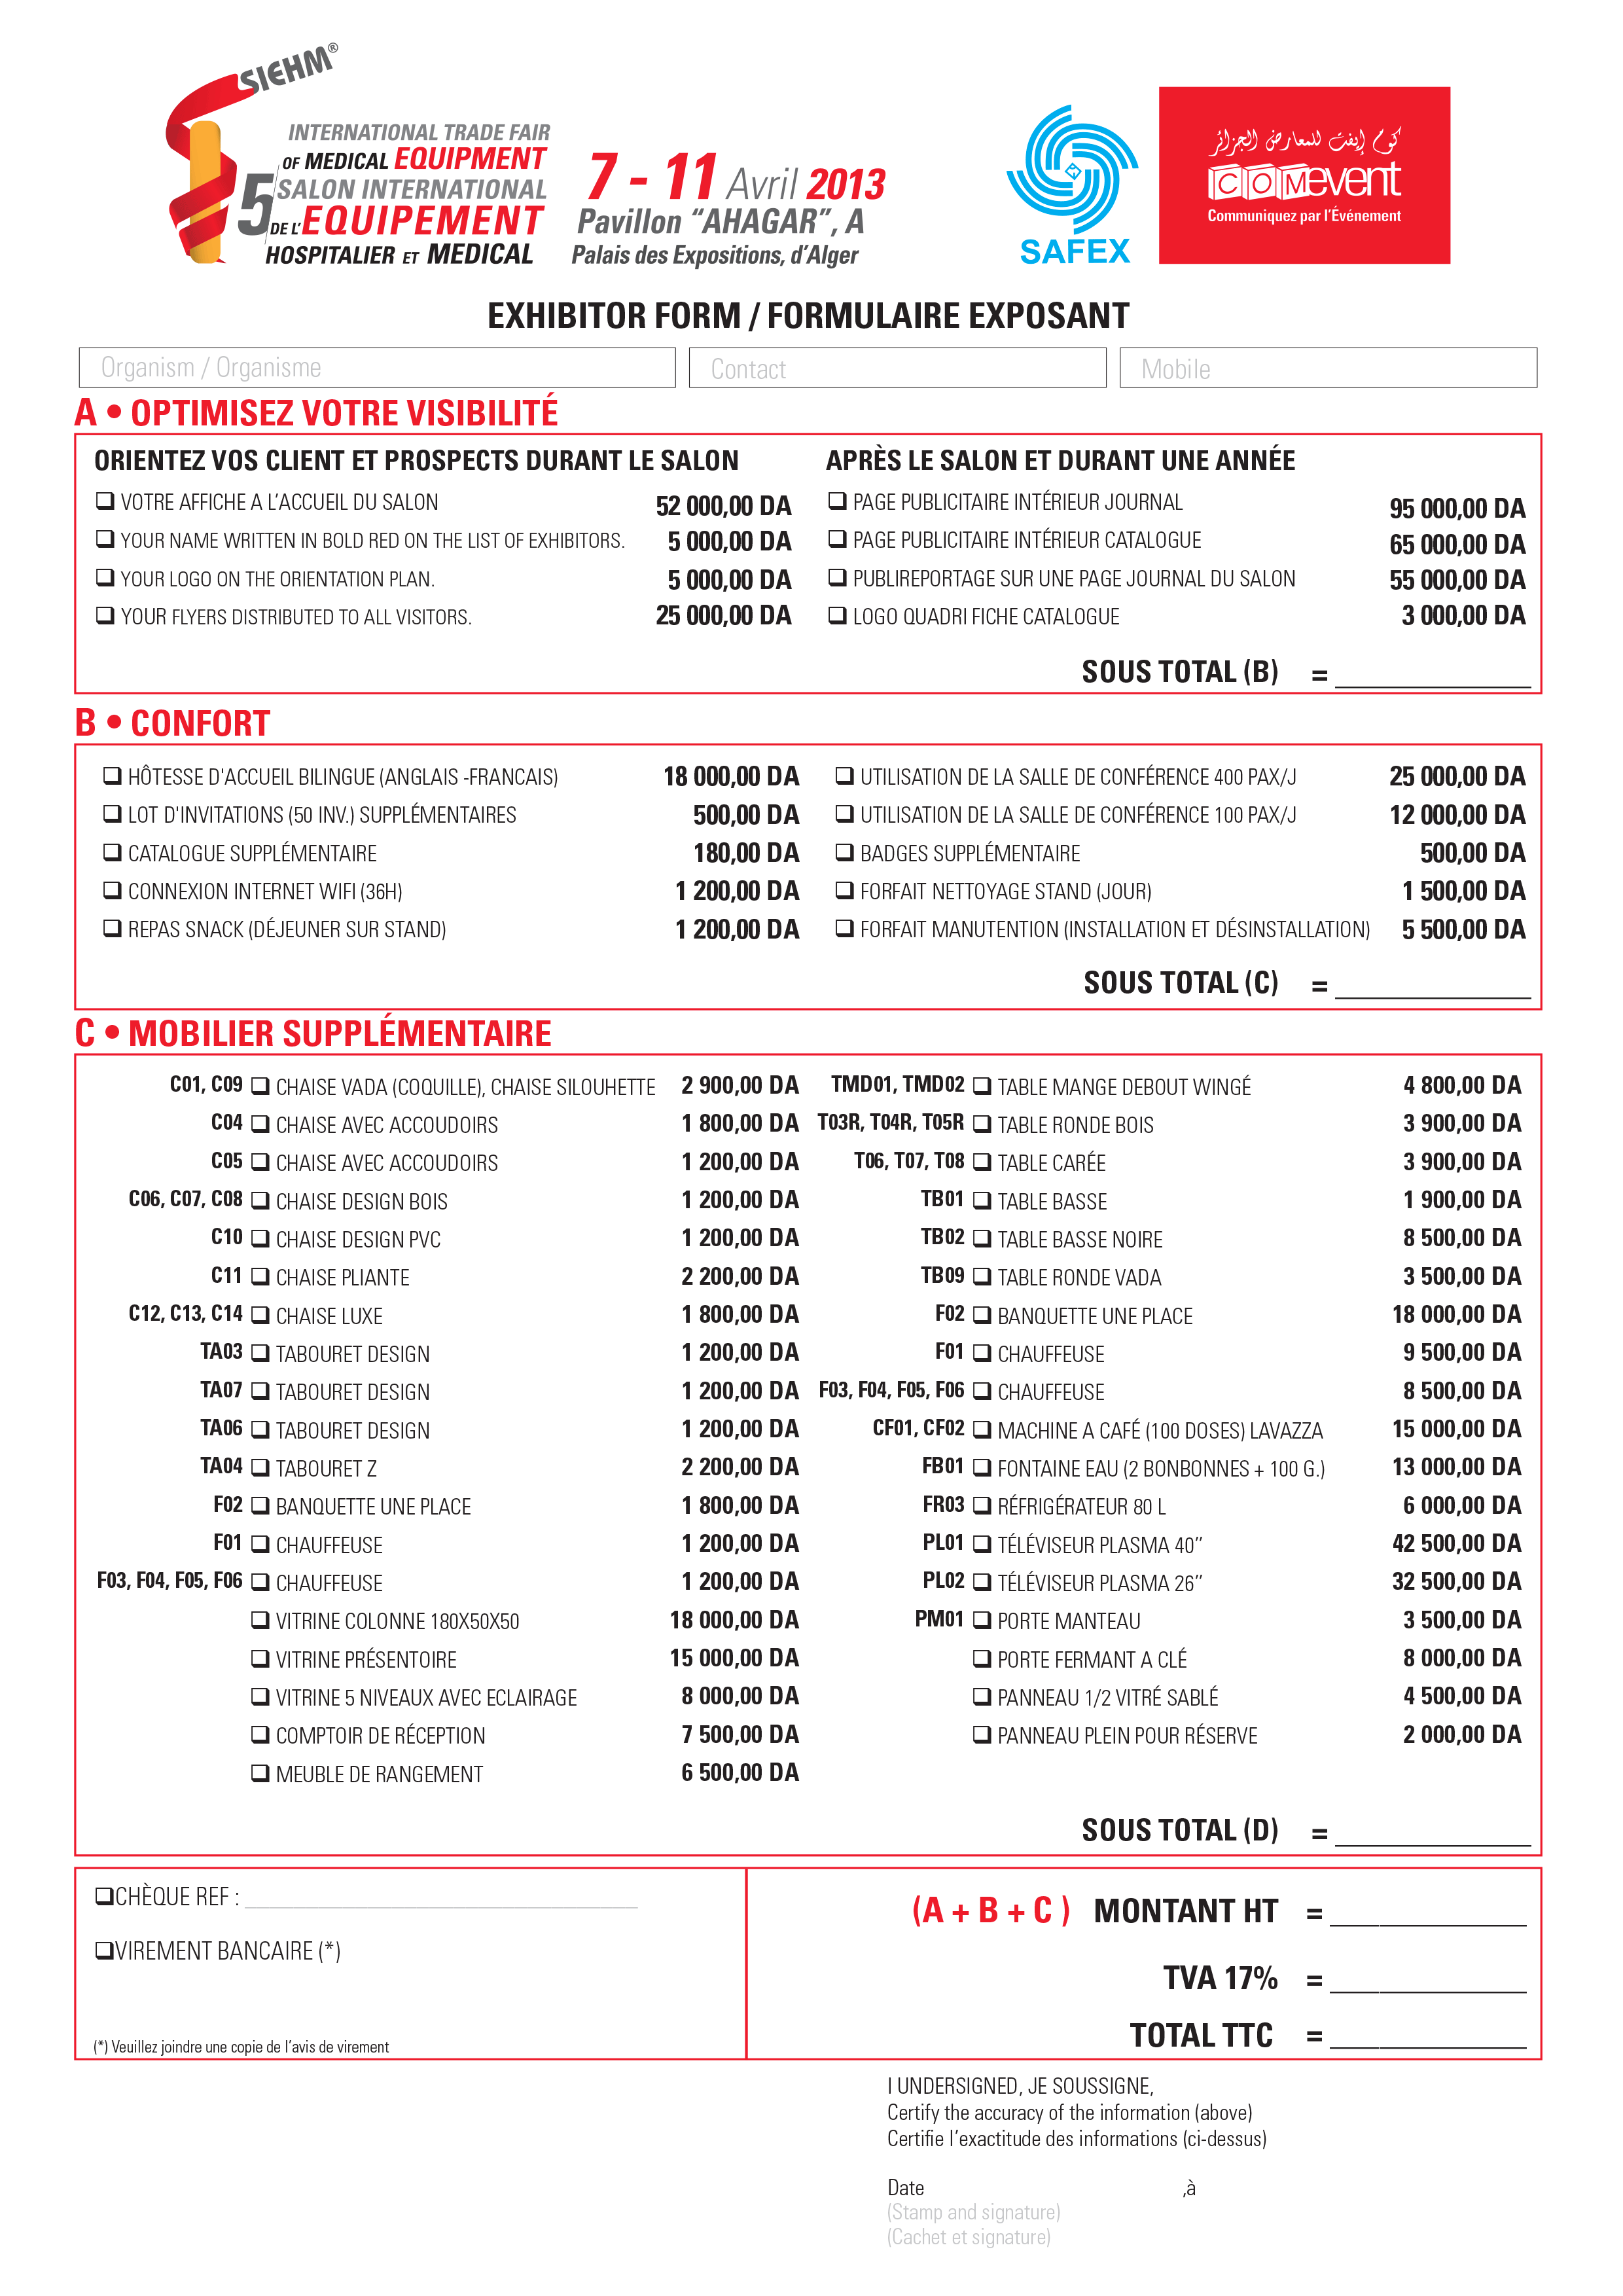 SIEHM®
INTERNATIONAL TRADE FAIR
OF MEDICAL EQUIPMENT
5 SALON INTERNATIONAL
DE L'EQUIPEMENT
HOSPITALIER ET MEDICAL
7 - 11 Avril 2013
Pavillon “AHAGAR”, A
Palais des Expositions, d'Alger
SAFEX
كوم إيفنت للمعارض الجزائر
COMevent
Communiquez par l'Événement
EXHIBITOR FORM / FORMULAIRE EXPOSANT
Organism / Organisme
Contact
Mobile
A • OPTIMISEZ VOTRE VISIBILITÉ
ORIENTEZ VOS CLIENT ET PROSPECTS DURANT LE SALON
❑ VOTRE AFFICHE A L'ACCUEIL DU SALON 52 000,00 DA
❑ YOUR NAME WRITTEN IN BOLD RED ON THE LIST OF EXHIBITORS. 5 000,00 DA
❑ YOUR LOGO ON THE ORIENTATION PLAN. 5 000,00 DA
❑ YOUR FLYERS DISTRIBUTED TO ALL VISITORS. 25 000,00 DA
APRÈS LE SALON ET DURANT UNE ANNÉE
❑ PAGE PUBLICITAIRE INTÉRIEUR JOURNAL 95 000,00 DA
❑ PAGE PUBLICITAIRE INTÉRIEUR CATALOGUE 65 000,00 DA
❑ PUBLIREPORTAGE SUR UNE PAGE JOURNAL DU SALON 55 000,00 DA
❑ LOGO QUADRI FICHE CATALOGUE 3 000,00 DA
SOUS TOTAL (B) =
B • CONFORT
❑ HÔTESSE D'ACCUEIL BILINGUE (ANGLAIS -FRANCAIS) 18 000,00 DA
❑ LOT D'INVITATIONS (50 INV.) SUPPLÉMENTAIRES 500,00 DA
❑ CATALOGUE SUPPLÉMENTAIRE 180,00 DA
❑ CONNEXION INTERNET WIFI (36H) 1 200,00 DA
❑ REPAS SNACK (DÉJEUNER SUR STAND) 1 200,00 DA
❑ UTILISATION DE LA SALLE DE CONFÉRENCE 400 PAX/J 25 000,00 DA
❑ UTILISATION DE LA SALLE DE CONFÉRENCE 100 PAX/J 12 000,00 DA
❑ BADGES SUPPLÉMENTAIRE 500,00 DA
❑ FORFAIT NETTOYAGE STAND (JOUR) 1 500,00 DA
❑ FORFAIT MANUTENTION (INSTALLATION ET DÉSINSTALLATION) 5 500,00 DA
SOUS TOTAL (C) =
C • MOBILIER SUPPLÉMENTAIRE
C01, C09 ❑ CHAISE VADA (COQUILLE), CHAISE SILOUHETTE 2 900,00 DA
C04 ❑ CHAISE AVEC ACCOUDOIRS 1 800,00 DA
C05 ❑ CHAISE AVEC ACCOUDOIRS 1 200,00 DA
C06, C07, C08 ❑ CHAISE DESIGN BOIS 1 200,00 DA
C10 ❑ CHAISE DESIGN PVC 1 200,00 DA
C11 ❑ CHAISE PLIANTE 2 200,00 DA
C12, C13, C14 ❑ CHAISE LUXE 1 800,00 DA
TA03 ❑ TABOURET DESIGN 1 200,00 DA
TA07 ❑ TABOURET DESIGN 1 200,00 DA
TA06 ❑ TABOURET DESIGN 1 200,00 DA
TA04 ❑ TABOURET Z 2 200,00 DA
F02 ❑ BANQUETTE UNE PLACE 1 800,00 DA
F01 ❑ CHAUFFEUSE 1 200,00 DA
F03, F04, F05, F06 ❑ CHAUFFEUSE 1 200,00 DA
❑ VITRINE COLONNE 180X50X50 18 000,00 DA
❑ VITRINE PRÉSENTOIRE 15 000,00 DA
❑ VITRINE 5 NIVEAUX AVEC ECLAIRAGE 8 000,00 DA
❑ COMPTOIR DE RÉCEPTION 7 500,00 DA
❑ MEUBLE DE RANGEMENT 6 500,00 DA
TMD01, TMD02 ❑ TABLE MANGE DEBOUT WINGÉ 4 800,00 DA
T03R, T04R, T05R ❑ TABLE RONDE BOIS 3 900,00 DA
T06, T07, T08 ❑ TABLE CARÉE 3 900,00 DA
TB01 ❑ TABLE BASSE 1 900,00 DA
TB02 ❑ TABLE BASSE NOIRE 8 500,00 DA
TB09 ❑ TABLE RONDE VADA 3 500,00 DA
F02 ❑ BANQUETTE UNE PLACE 18 000,00 DA
F01 ❑ CHAUFFEUSE 9 500,00 DA
F03, F04, F05, F06 ❑ CHAUFFEUSE 8 500,00 DA
CF01, CF02 ❑ MACHINE A CAFÉ (100 DOSES) LAVAZZA 15 000,00 DA
FB01 ❑ FONTAINE EAU (2 BONBONNES + 100 G.) 13 000,00 DA
FR03 ❑ RÉFRIGÉRATEUR 80 L 6 000,00 DA
PL01 ❑ TÉLÉVISEUR PLASMA 40’’ 42 500,00 DA
PL02 ❑ TÉLÉVISEUR PLASMA 26’’ 32 500,00 DA
PM01 ❑ PORTE MANTEAU 3 500,00 DA
❑ PORTE FERMANT A CLÉ 8 000,00 DA
❑ PANNEAU 1/2 VITRÉ SABLÉ 4 500,00 DA
❑ PANNEAU PLEIN POUR RÉSERVE 2 000,00 DA
SOUS TOTAL (D) =
❑CHÈQUE REF :
❑VIREMENT BANCAIRE (*)
(*) Veuillez joindre une copie de l'avis de virement
(A + B + C ) MONTANT HT =
TVA 17% =
TOTAL TTC =
I UNDERSIGNED, JE SOUSSIGNE,
Certify the accuracy of the information (above)
Certifie l'exactitude des informations (ci-dessus)
Date ,à
(Stamp and signature)
(Cachet et signature)